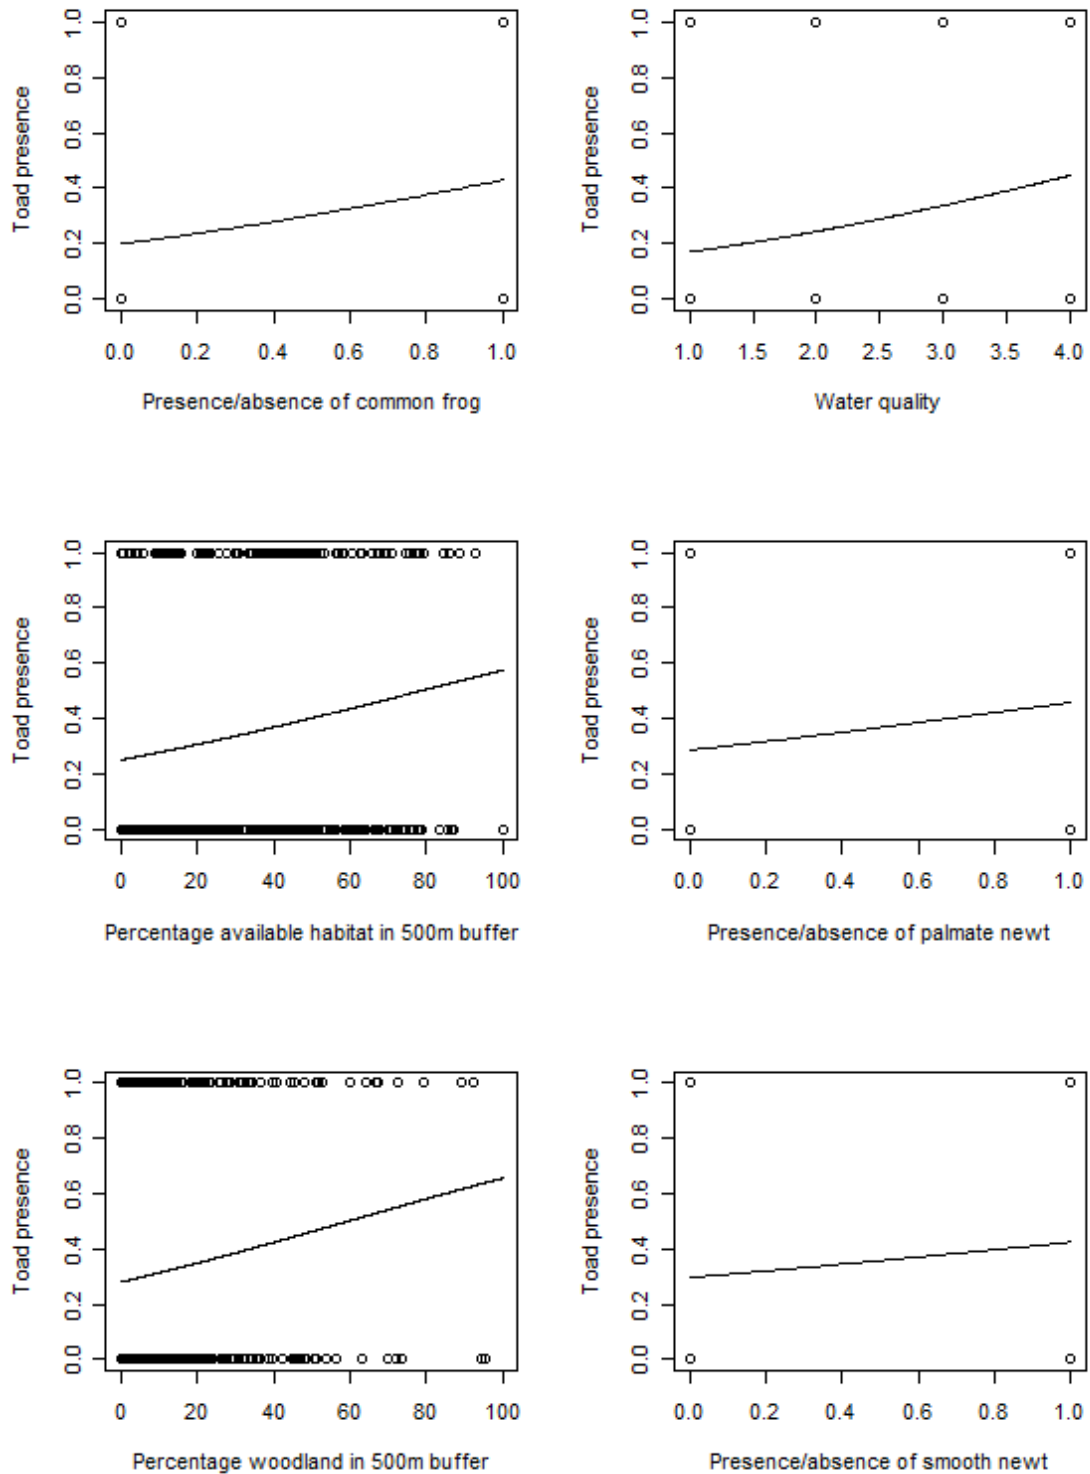 Toad presence
1.0
0.8
0.6
0.4
0.2
0.0
0.0 0.2 0.4 0.6 0.8 1.0
Presence/absence of common frog
Toad presence
1.0
0.8
0.6
0.4
0.2
0.0
1.0 1.5 2.0 2.5 3.0 3.5 4.0
Water quality
Toad presence
1.0
0.8
0.6
0.4
0.2
0.0
0 20 40 60 80 100
Percentage available habitat in 500m buffer
Toad presence
1.0
0.8
0.6
0.4
0.2
0.0
0.0 0.2 0.4 0.6 0.8 1.0
Presence/absence of palmate newt
Toad presence
1.0
0.8
0.6
0.4
0.2
0.0
0 20 40 60 80 100
Percentage woodland in 500m buffer
Toad presence
1.0
0.8
0.6
0.4
0.2
0.0
0.0 0.2 0.4 0.6 0.8 1.0
Presence/absence of smooth newt